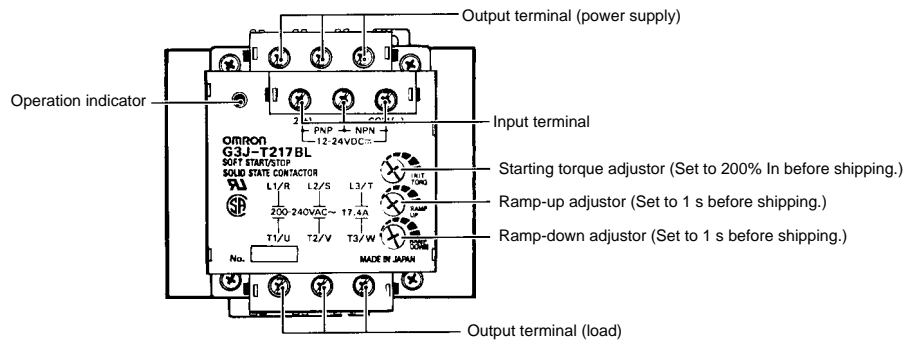 Output terminal (power supply)
Operation indicator
Input terminal
PNP NPN
12-24VDC
OMRON
G3J-T217BL
SOFT START/STOP
SOLID STATE CONTACTOR
L1/R L2/S L3/T
200-240VAC~ 17.4A
T1/U T2/V T3/W
No.
MADE IN JAPAN
INIT
TORQ
RAMP
UP
RAMP
DOWN
Starting torque adjustor (Set to 200% In before shipping.)
Ramp-up adjustor (Set to 1 s before shipping.)
Ramp-down adjustor (Set to 1 s before shipping.)
Output terminal (load)